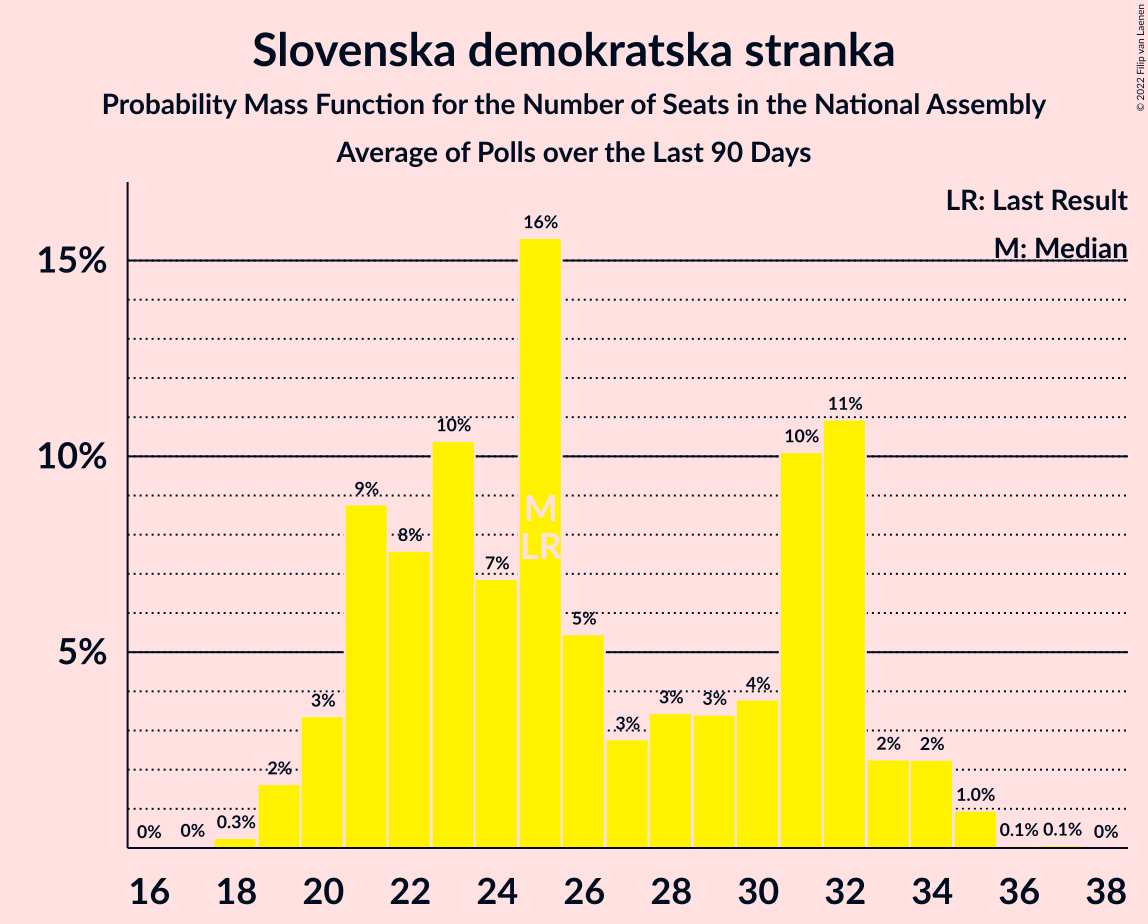 Slovenska demokratska stranka
Probability Mass Function for the Number of Seats in the National Assembly
Average of Polls over the Last 90 Days
© 2022 Filip van Laenen
LR: Last Result
M: Median
15%
10%
5%
0%
0%
0.3%
2%
3%
9%
8%
10%
7%
16%
5%
3%
3%
3%
4%
10%
11%
2%
2%
1.0%
0.1%
0.1%
0%
M
LR
16 18 20 22 24 26 28 30 32 34 36 38